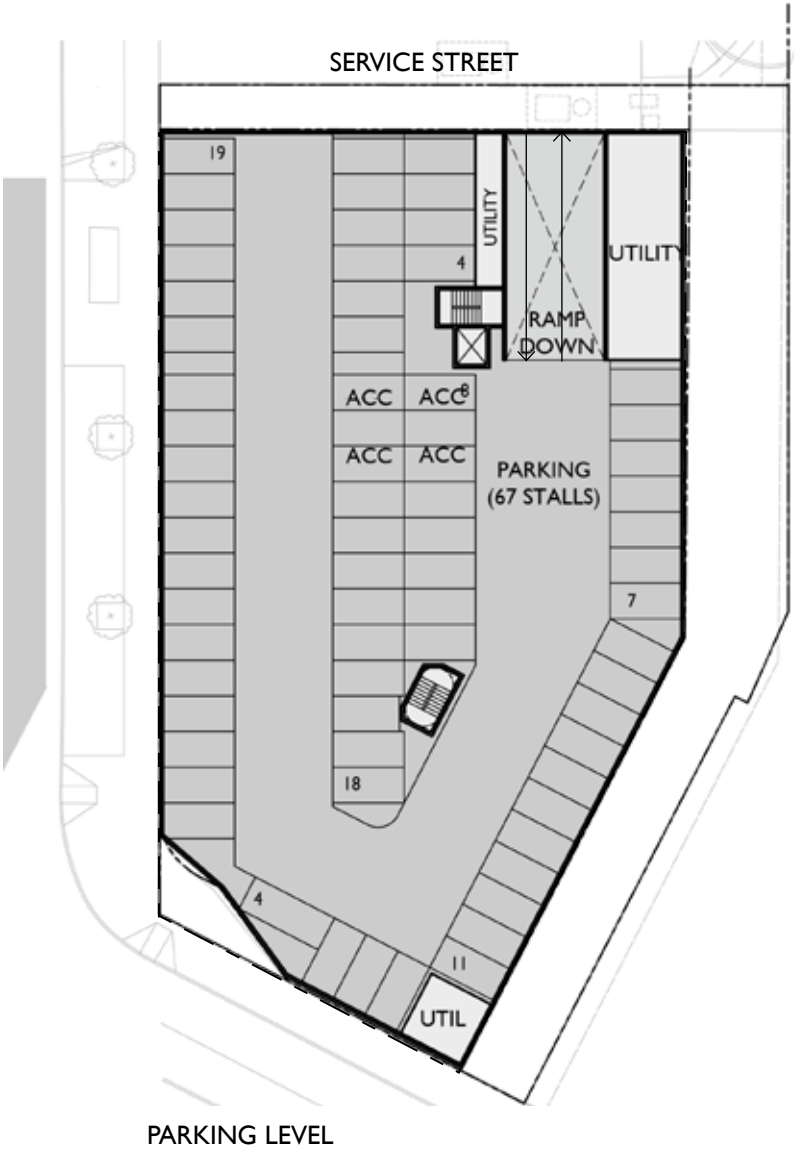 SERVICE STREET
19
UTILITY
4
UTILITY
RAMP
DOWN
ACC
ACC
8
ACC
ACC
PARKING
(67 STALLS)
7
18
4
11
UTIL
PARKING LEVEL